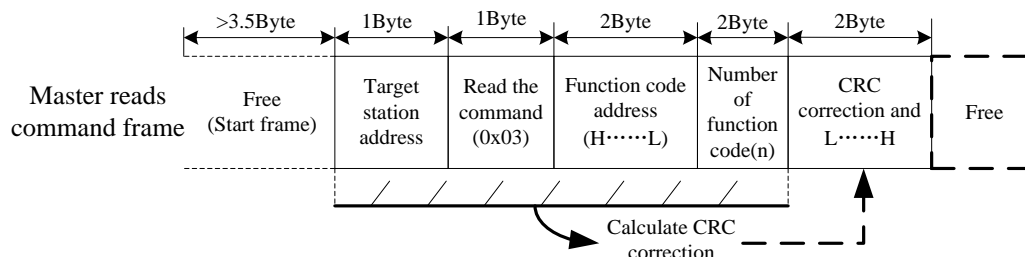 >3.5Byte 1Byte 1Byte 2Byte 2Byte 2Byte
Master reads
command frame
Free
(Start frame)
Target
station
address
Read the
command
(0x03)
Function code
address
(H······L)
Number
of
function
code(n)
CRC
correction and
L······H
Free
Calculate CRC
correction